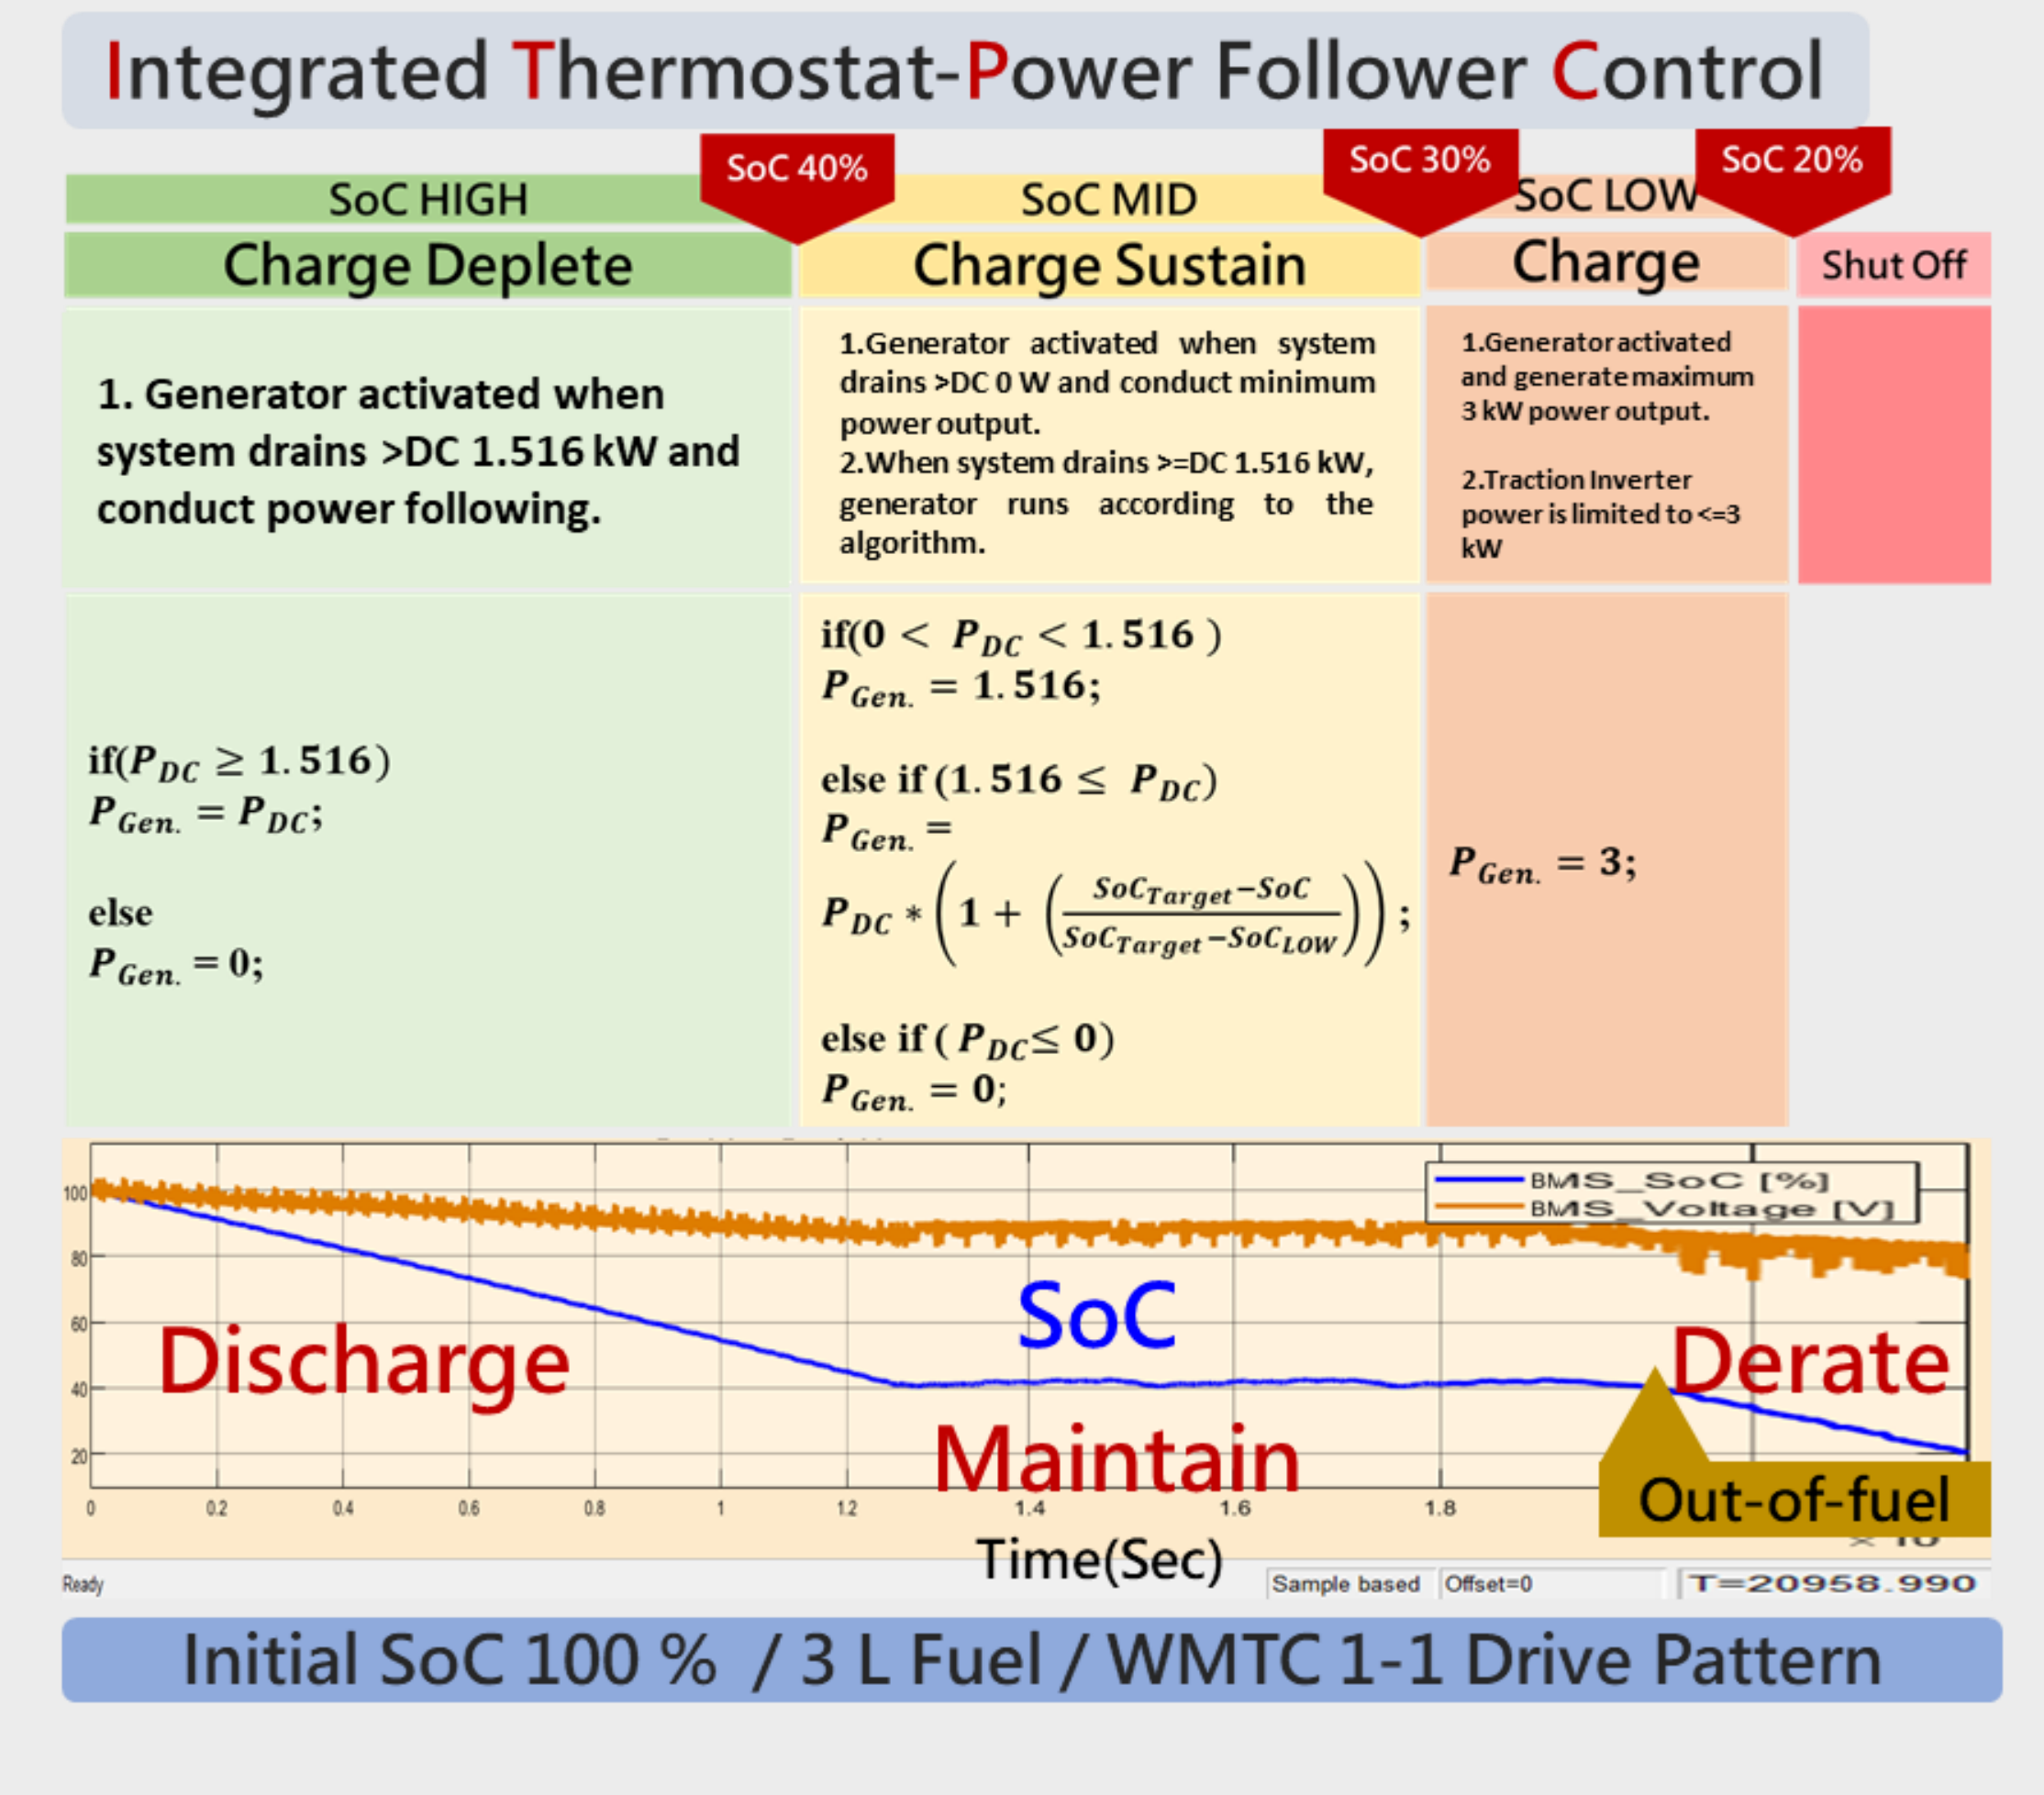 Integrated Thermostat-Power Follower Control
SoC 40%
SoC 30%
SoC 20%
SoC HIGH
SoC MID
SoC LOW
Charge Deplete
Charge Sustain
Charge
Shut Off
1. Generator activated when
system drains >DC 1.516 kW and
conduct power following.
1.Generator activated when system
drains >DC 0 W and conduct minimum
power output.
2.When system drains >=DC 1.516 kW,
generator runs according to the
algorithm.
1.Generator activated
and generate maximum
3 kW power output.
2.Traction Inverter
power is limited to <=3
kW
if(P_DC ≥ 1.516)
P_Gen. = P_DC;
else
P_Gen. = 0;
if(0 < P_DC < 1.516 )
P_Gen. = 1.516;
else if (1.516 ≤ P_DC)
P_Gen. =
P_DC * (1 + ((SoC_Target−SoC)/(SoC_Target−SoC_LOW)));
else if ( P_DC ≤ 0)
P_Gen. = 0;
P_Gen. = 3;
BMS_SoC [%]
BMS_Voltage [V]
100
80
60
40
20
SoC
Discharge
Maintain
Derate
Out-of-fuel
0 0.2 0.4 0.6 0.8 1 1.2 1.4 1.6 1.8
Time(Sec)
Ready
Sample based
Offset=0
T=20958.990
Initial SoC 100 % / 3 L Fuel / WMTC 1-1 Drive Pattern